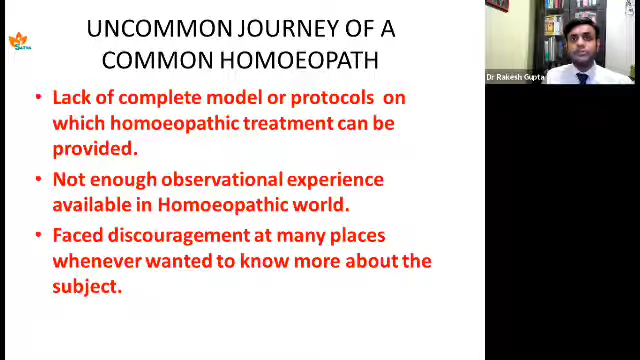 UNCOMMON JOURNEY OF A
COMMON HOMOEOPATH
• Lack of complete model or protocols on
which homoeopathic treatment can be
provided.
• Not enough observational experience
available in Homoeopathic world.
• Faced discouragement at many places
whenever wanted to know more about the
subject.
Dr Rakesh Gupta